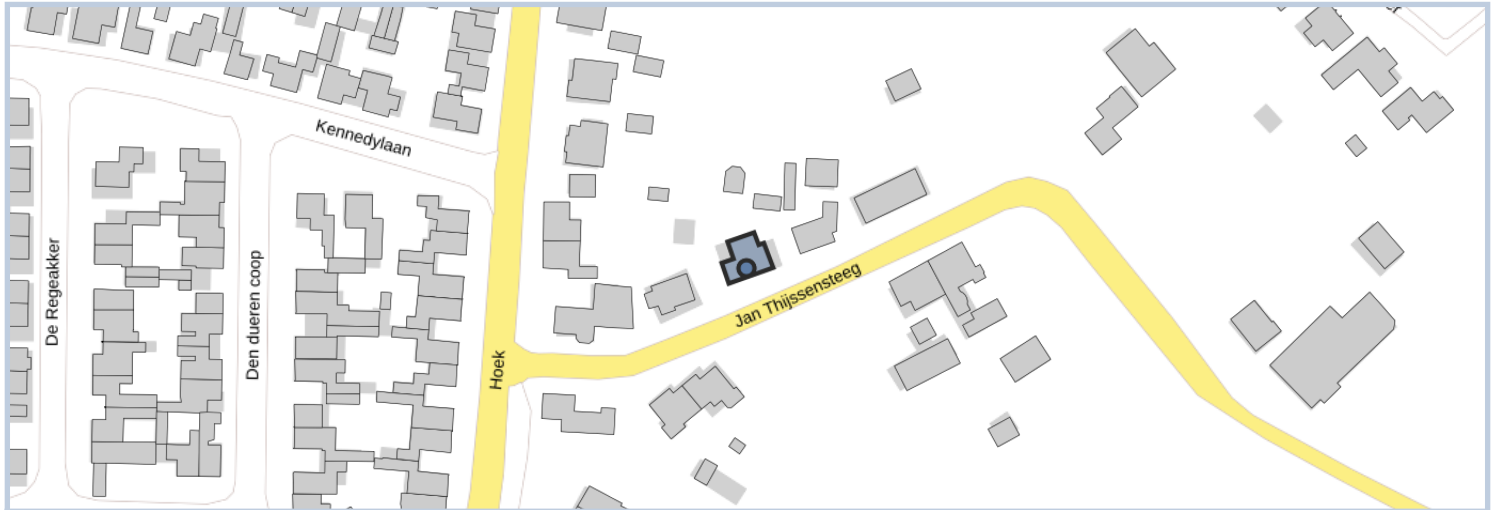 Kennedylaan
De Regeakker
Den dueren coop
Hoek
Jan Thijssensteeg